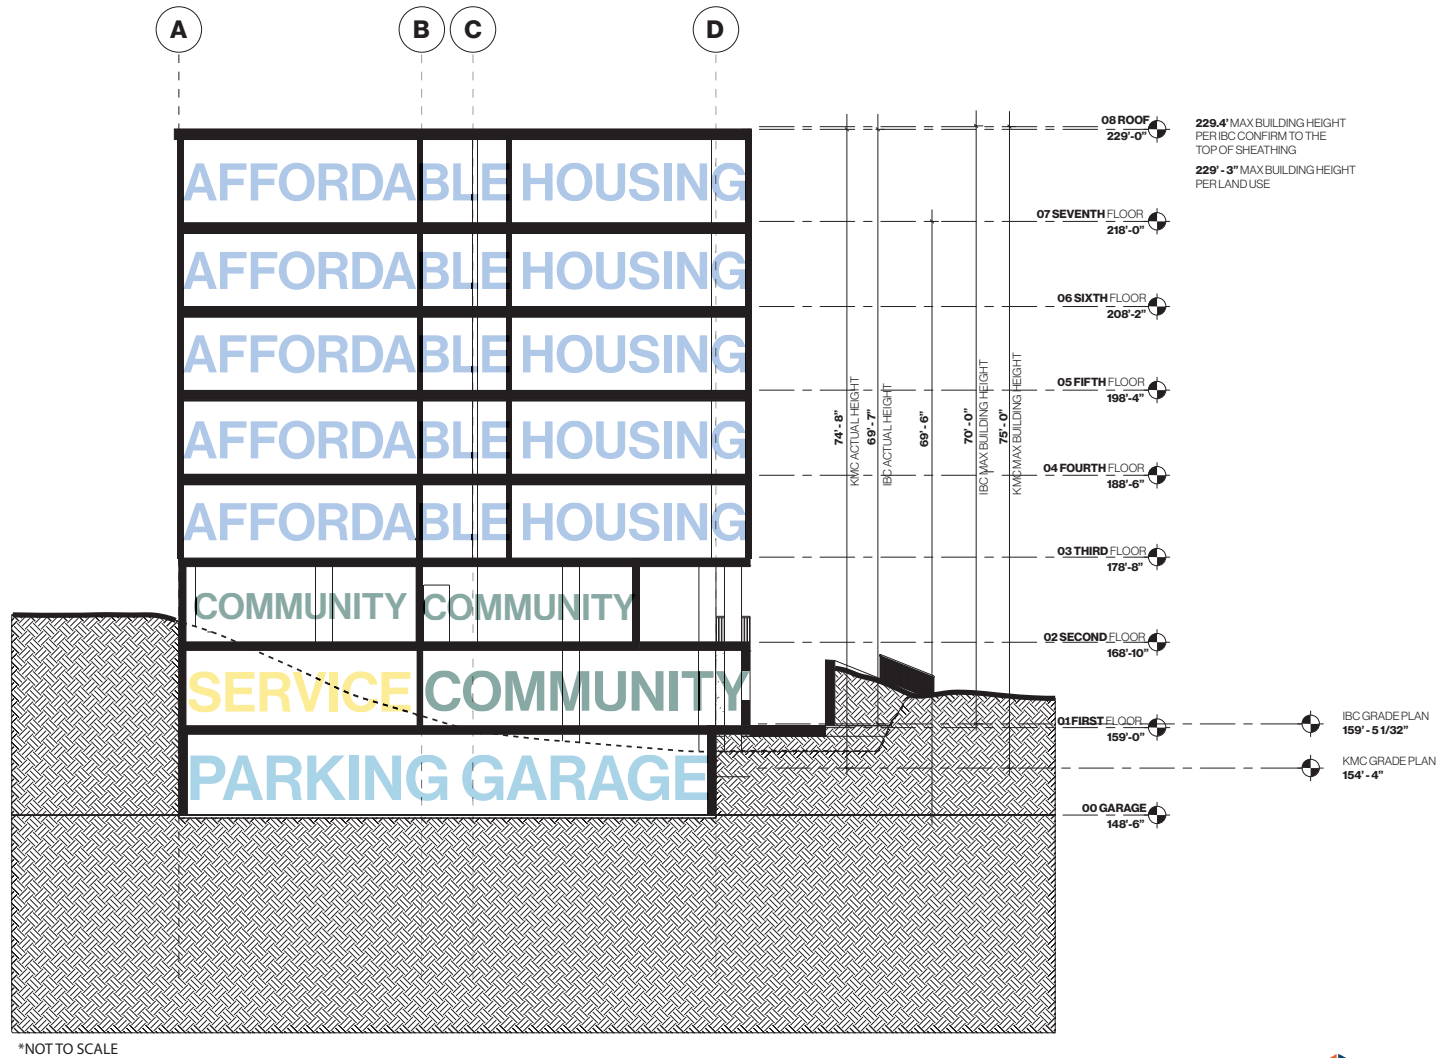 A
B
C
D
08 ROOF
229'-0"
229.4' MAX BUILDING HEIGHT
PER IBC CONFIRM TO THE
TOP OF SHEATHING
229' - 3" MAX BUILDING HEIGHT
PER LAND USE
AFFORDABLE HOUSING
07 SEVENTH FLOOR
218'-0"
AFFORDABLE HOUSING
06 SIXTH FLOOR
208'-2"
AFFORDABLE HOUSING
05 FIFTH FLOOR
198'-4"
AFFORDABLE HOUSING
04 FOURTH FLOOR
188'-6"
AFFORDABLE HOUSING
03 THIRD FLOOR
178'-8"
74' - 8"
KMC ACTUAL HEIGHT
69' - 7"
IBC ACTUAL HEIGHT
69' - 6"
70' - 0"
IBC MAX BUILDING HEIGHT
75' - 0"
KMC MAX BUILDING HEIGHT
COMMUNITY COMMUNITY
02 SECOND FLOOR
168'-10"
SERVICE COMMUNITY
01 FIRST FLOOR
159'-0"
IBC GRADE PLAN
159' - 5 1/32"
PARKING GARAGE
KMC GRADE PLAN
154' - 4"
00 GARAGE
148'-6"
*NOT TO SCALE